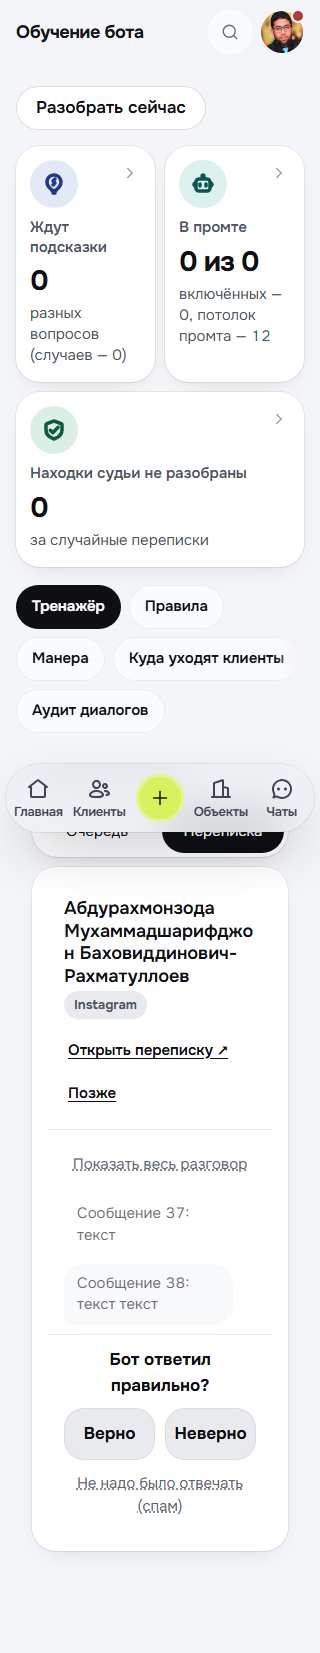 Обучение бота
Разобрать сейчас
Ждут
подсказки
0
разных
вопросов
(случаев — 0)
В промте
0 из 0
включённых —
0, потолок
промта — 12
Находки судьи не разобраны
0
за случайные переписки
Тренажёр
Правила
Манера
Куда уходят клиенты
Аудит диалогов
Главная
Клиенты
Объекты
Чаты
Очередь
Переписка
Абдурахмонзода
Мухаммадшарифджо
н Баховиддинович-
Рахматуллоев
Instagram
Открыть переписку ↗
Позже
Показать весь разговор
Сообщение 37:
текст
Сообщение 38:
текст текст
Бот ответил
правильно?
Верно
Неверно
Не надо было отвечать
(спам)